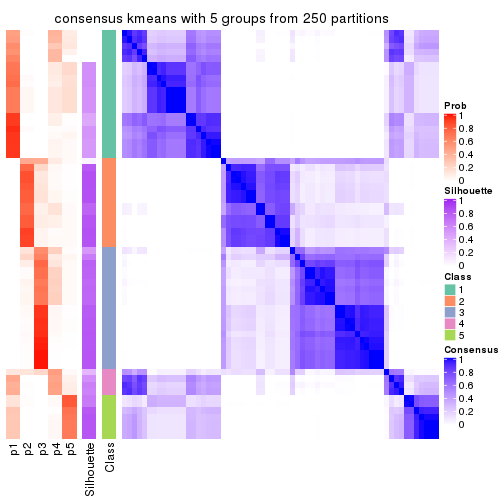 consensus kmeans with 5 groups from 250 partitions
Prob
1
0.8
0.6
0.4
0.2
0
Silhouette
1
0.8
0.6
0.4
0.2
0
Class
1
2
3
4
5
Consensus
1
0.8
0.6
0.4
0.2
0
p1
p2
p3
p4
p5
Silhouette
Class